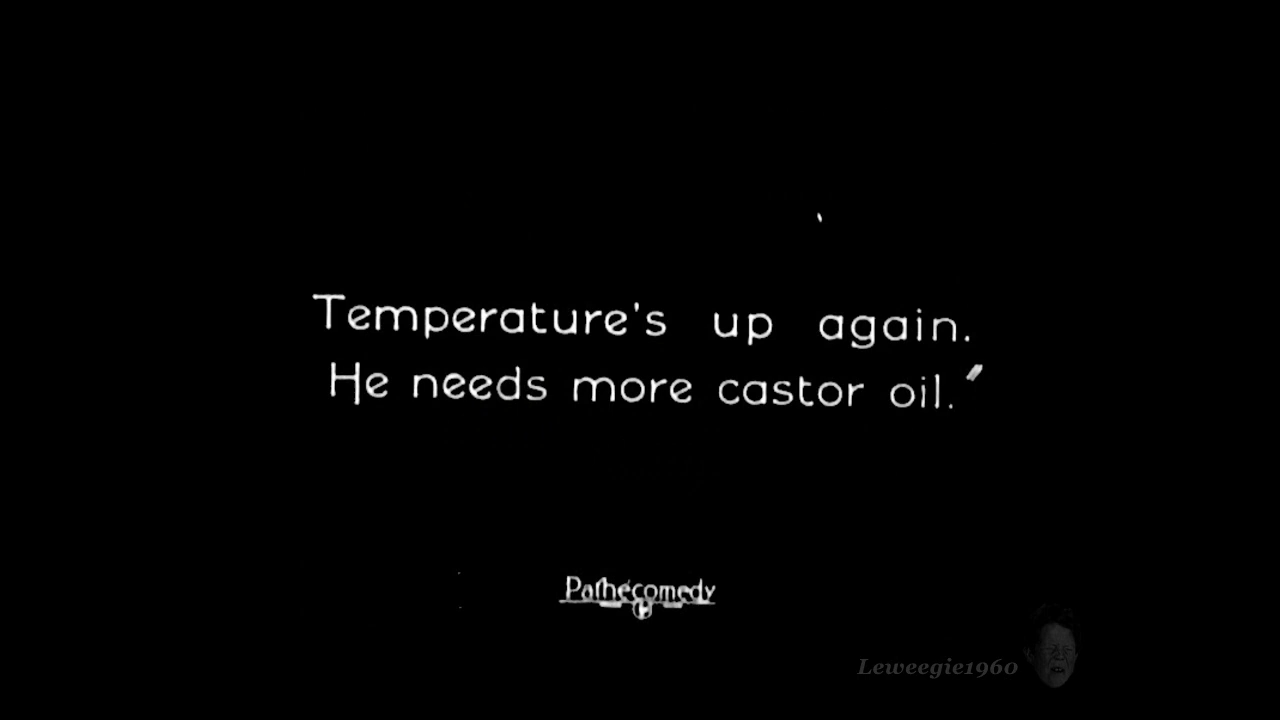 Temperature's up again.
He needs more castor oil.
Pathécomedy
Leweegie1960